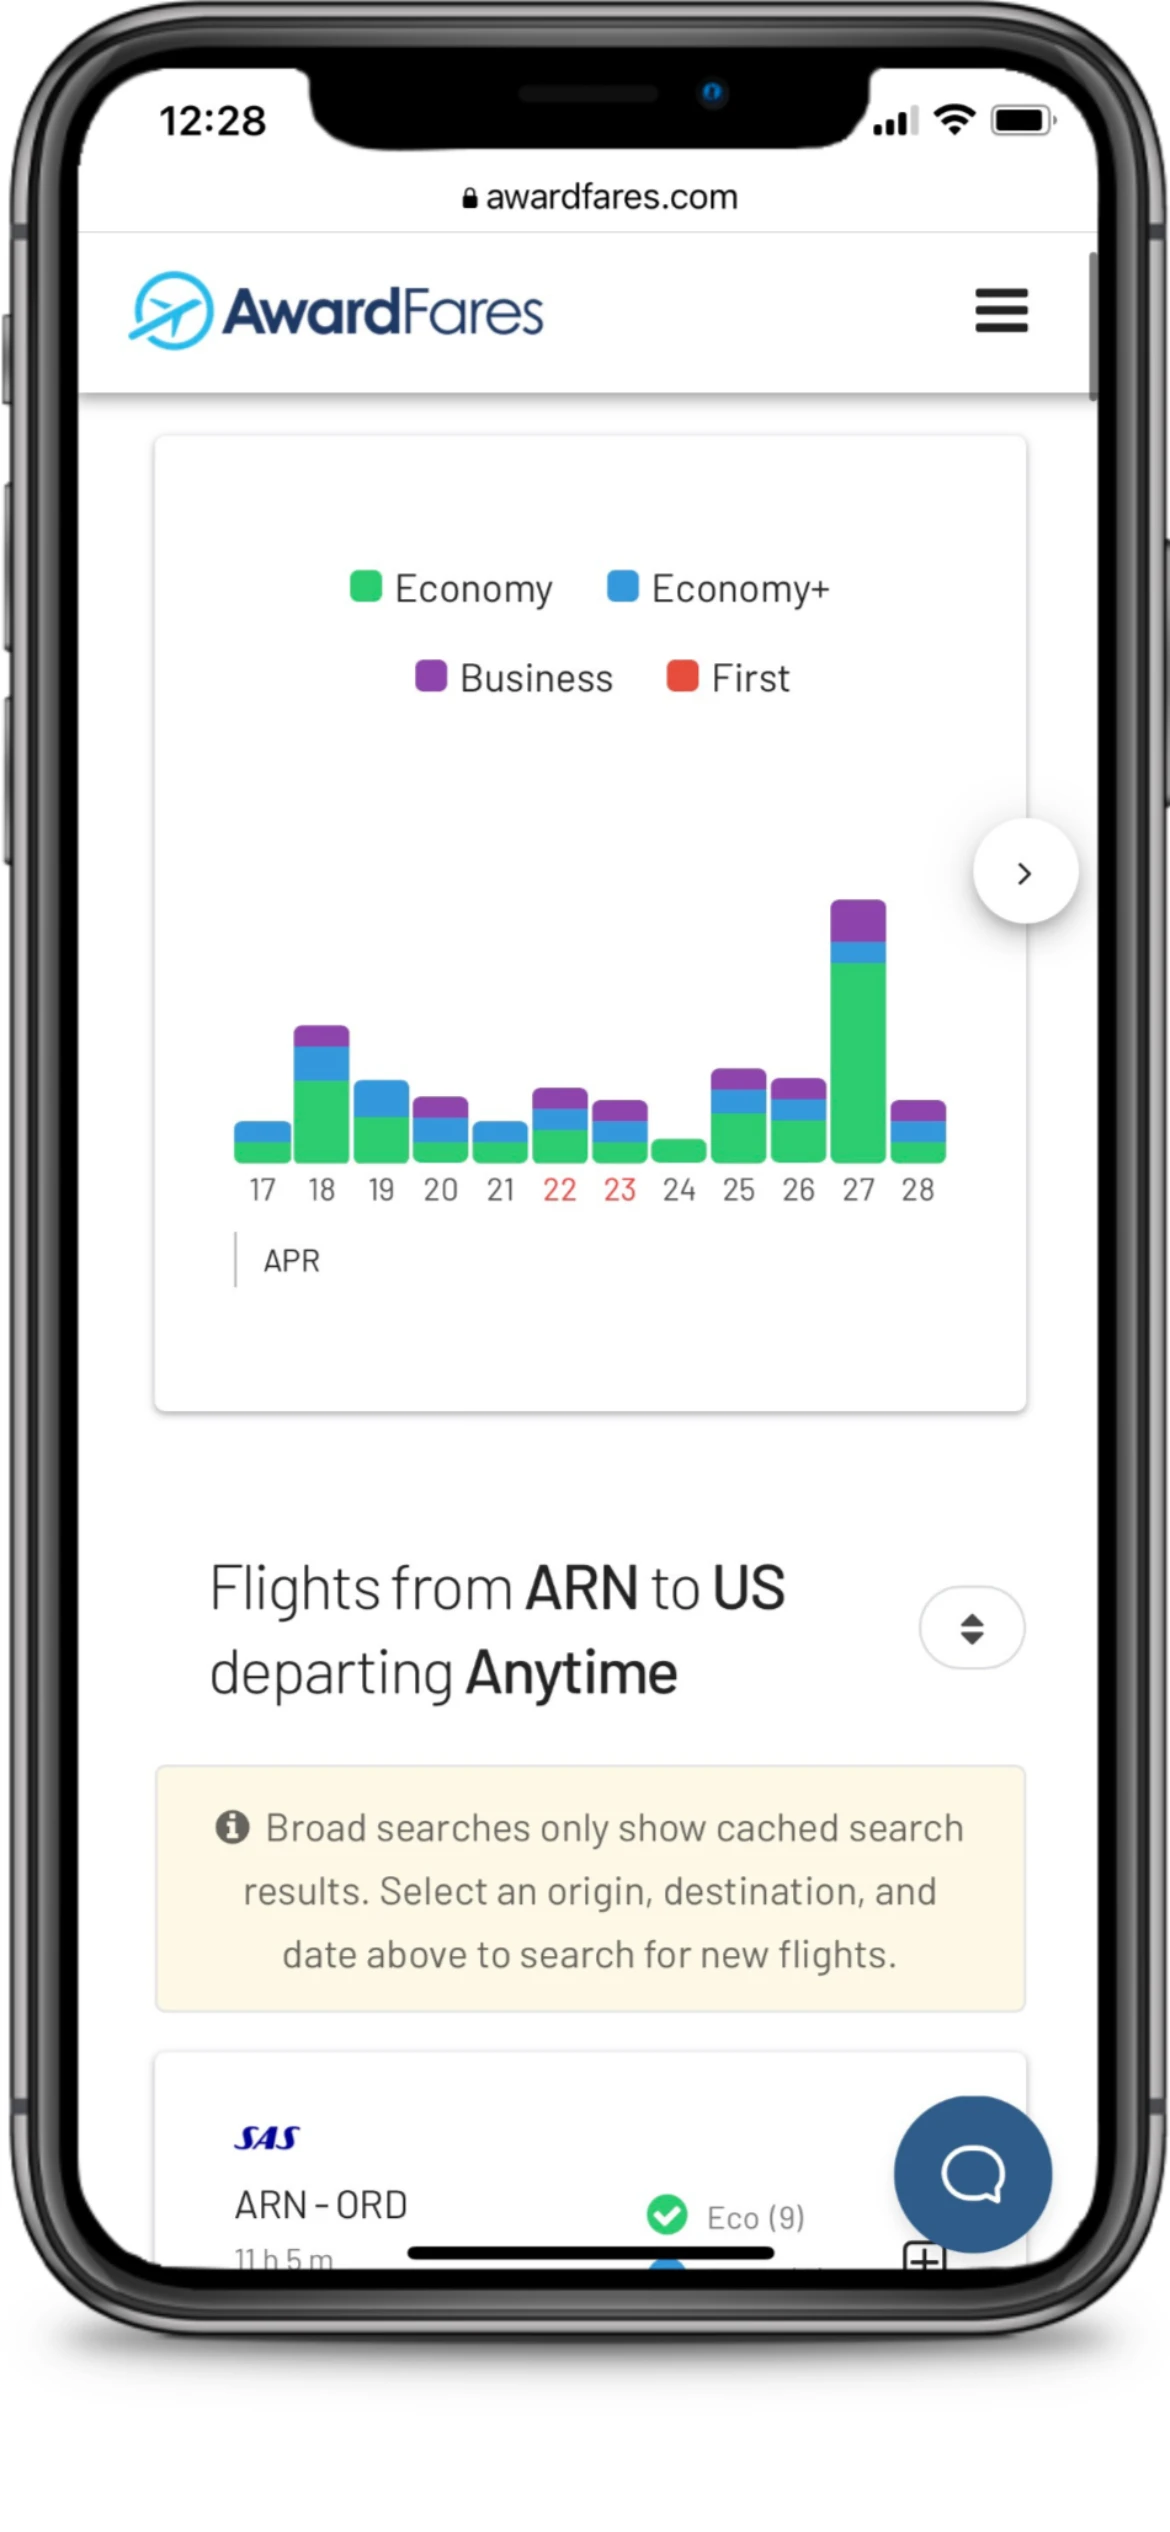 12:28
awardfares.com
AwardFares
Economy Economy+
Business First
17 18 19 20 21 22 23 24 25 26 27 28
APR
Flights from ARN to US
departing Anytime
Broad searches only show cached search
results. Select an origin, destination, and
date above to search for new flights.
SAS
ARN - ORD
Eco (9)
11 h 5 m